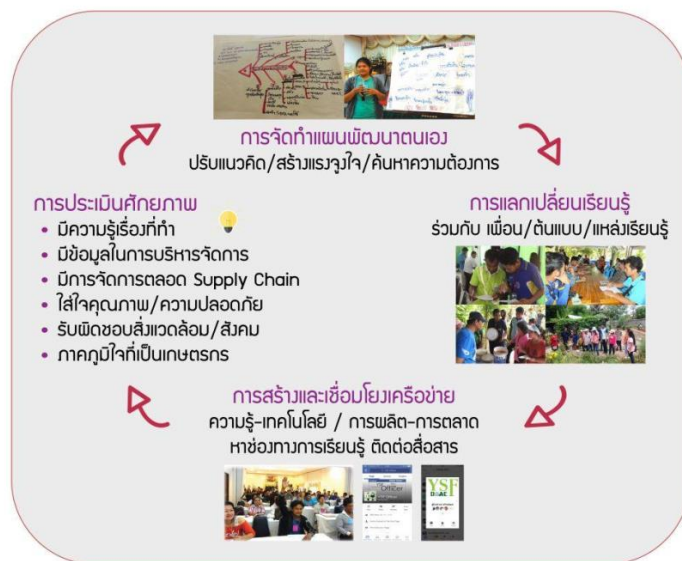 การจัดทำแผนพัฒนาตนเอง
ปรับแนวคิด/สร้างแรงจูงใจ/ค้นหาความต้องการ
การแลกเปลี่ยนเรียนรู้
ร่วมกับ เพื่อน/ต้นแบบ/แหล่งเรียนรู้
การสร้างและเชื่อมโยงเครือข่าย
ความรู้-เทคโนโลยี / การผลิต-การตลาด
หาช่องทางการเรียนรู้ ติดต่อสื่อสาร
Officer
YSF
การประเมินศักยภาพ
• มีความรู้เรื่องที่ทำ
• มีข้อมูลในการบริหารจัดการ
• มีการจัดการตลอด Supply Chain
• ใส่ใจคุณภาพ/ความปลอดภัย
• รับผิดชอบสิ่งแวดล้อม/สังคม
• ภาคภูมิใจที่เป็นเกษตรกร